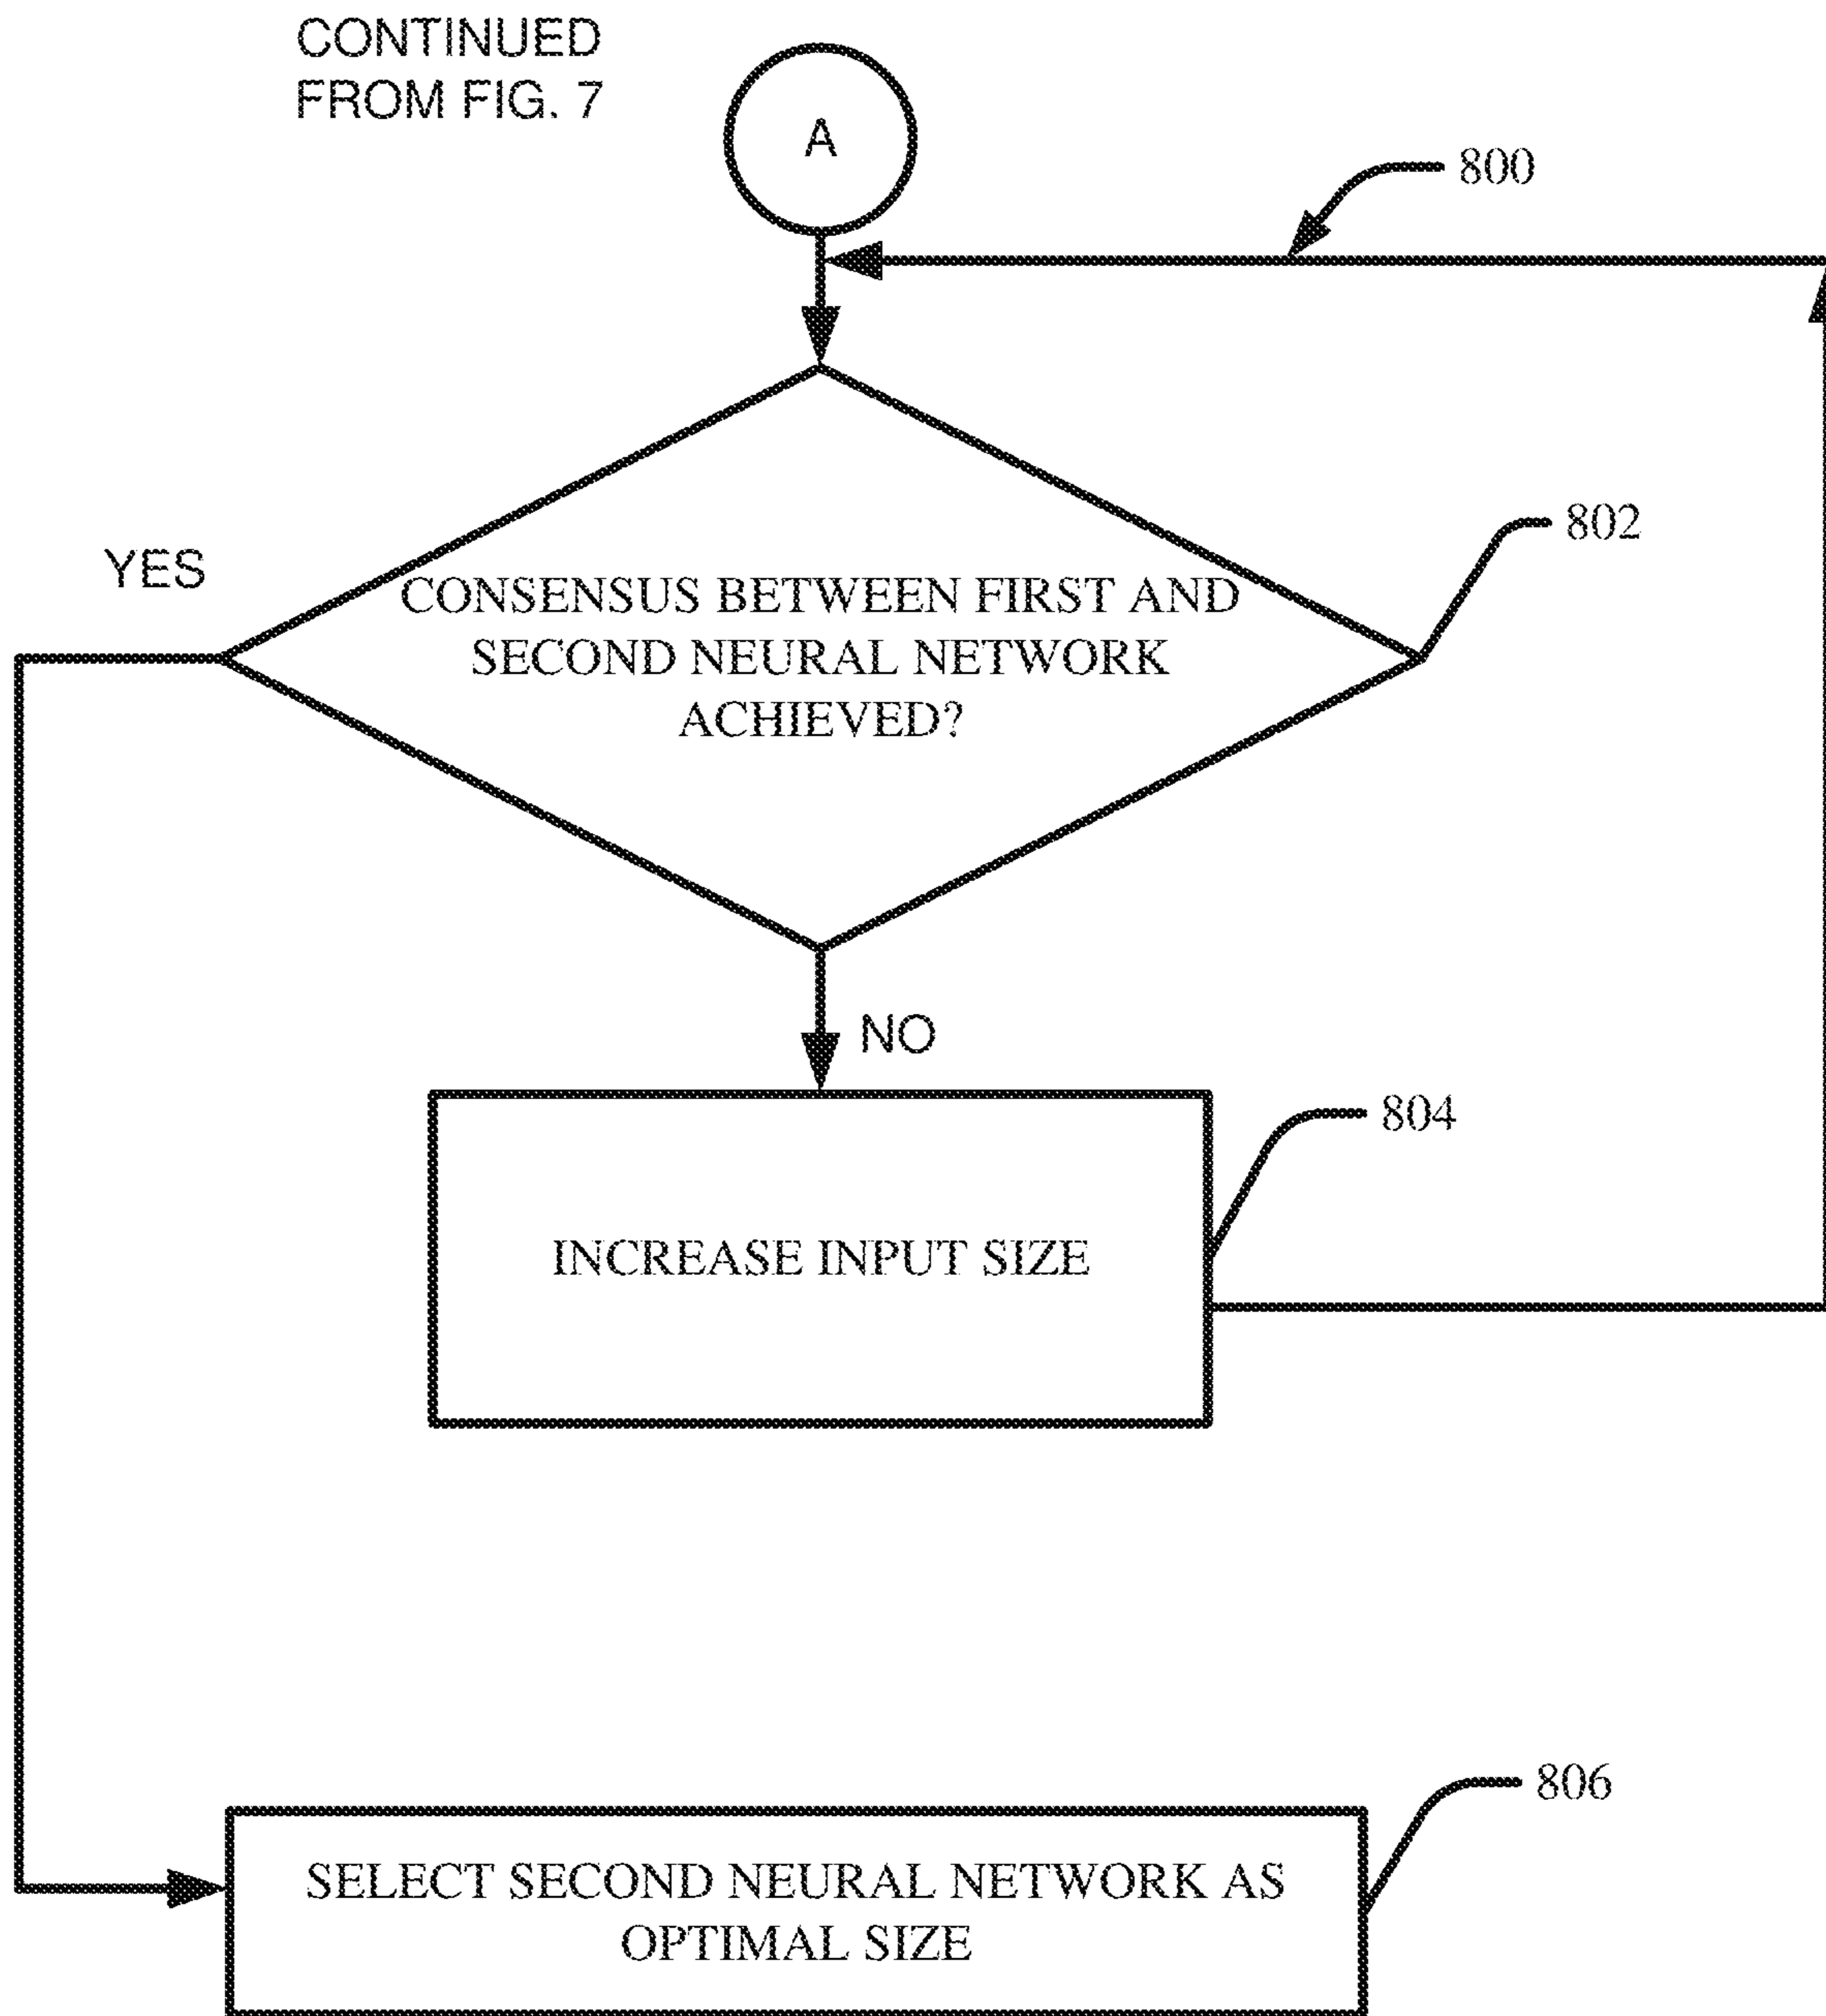 CONTINUED
FROM FIG. 7
A
800
802
YES
CONSENSUS BETWEEN FIRST AND
SECOND NEURAL NETWORK
ACHIEVED?
NO
804
INCREASE INPUT SIZE
806
SELECT SECOND NEURAL NETWORK AS
OPTIMAL SIZE